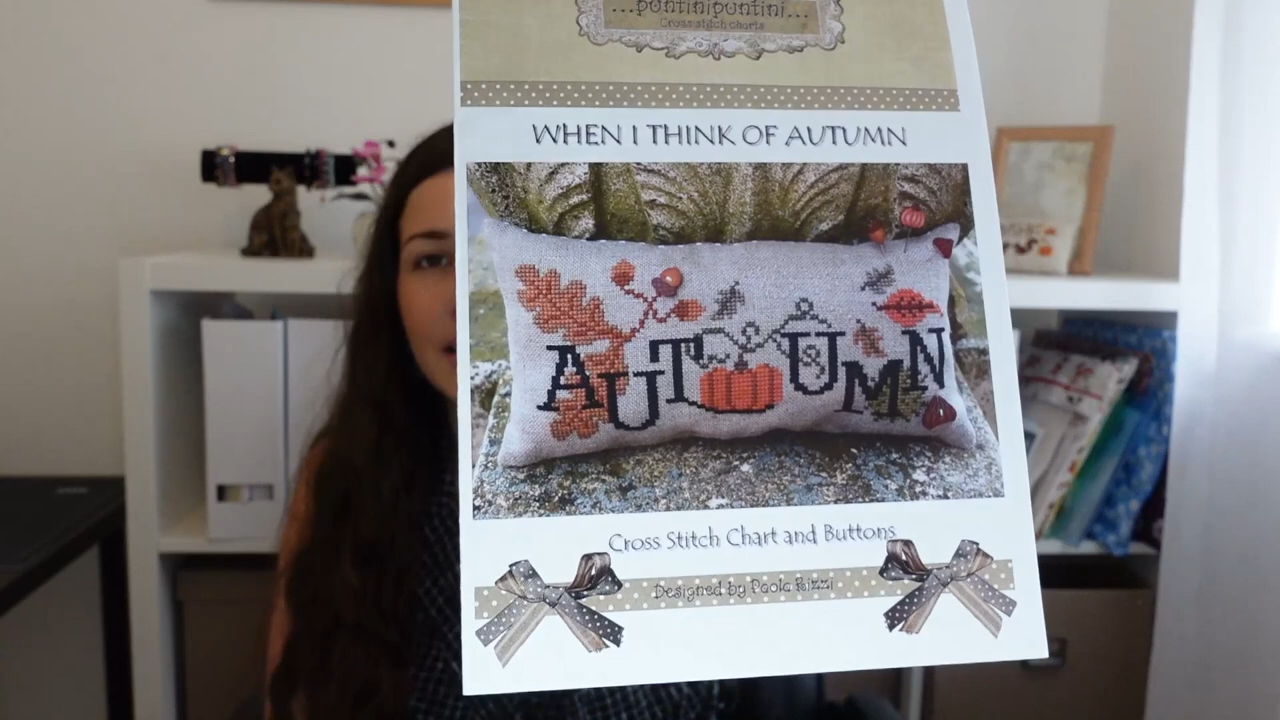 ...puntinipuntini...
Cross stitch charts
WHEN I THINK OF AUTUMN
AUTUMN
Cross Stitch Chart and Buttons
Designed by Paola Rizzi